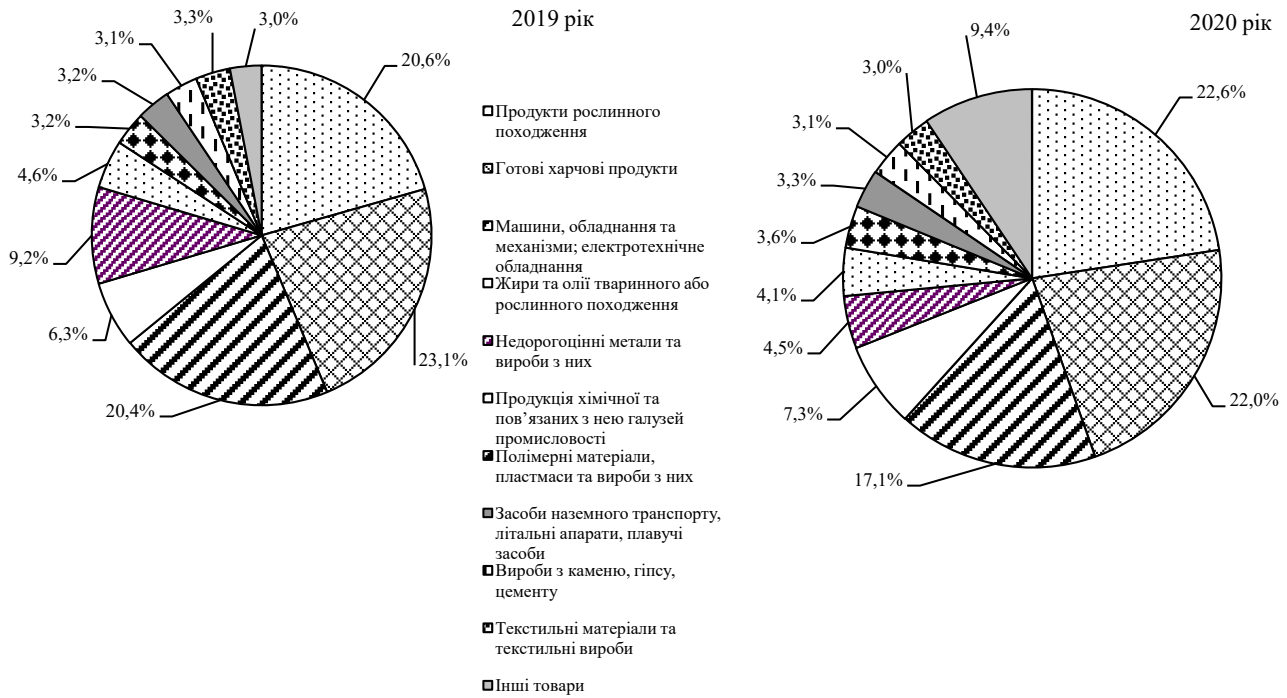 2019 рік
20,6%
23,1%
20,4%
6,3%
9,2%
4,6%
3,2%
3,2%
3,1%
3,3%
3,0%
Продукти рослинного
походження
Готові харчові продукти
Машини, обладнання та
механізми; електротехнічне
обладнання
Жири та олії тваринного або
рослинного походження
Недорогоцінні метали та
вироби з них
Продукція хімічної та
пов’язаних з нею галузей
промисловості
Полімерні матеріали,
пластмаси та вироби з них
Засоби наземного транспорту,
літальні апарати, плавучі
засоби
Вироби з каменю, гіпсу,
цементу
Текстильні матеріали та
текстильні вироби
Інші товари
2020 рік
22,6%
22,0%
17,1%
7,3%
4,5%
4,1%
3,6%
3,3%
3,1%
3,0%
9,4%